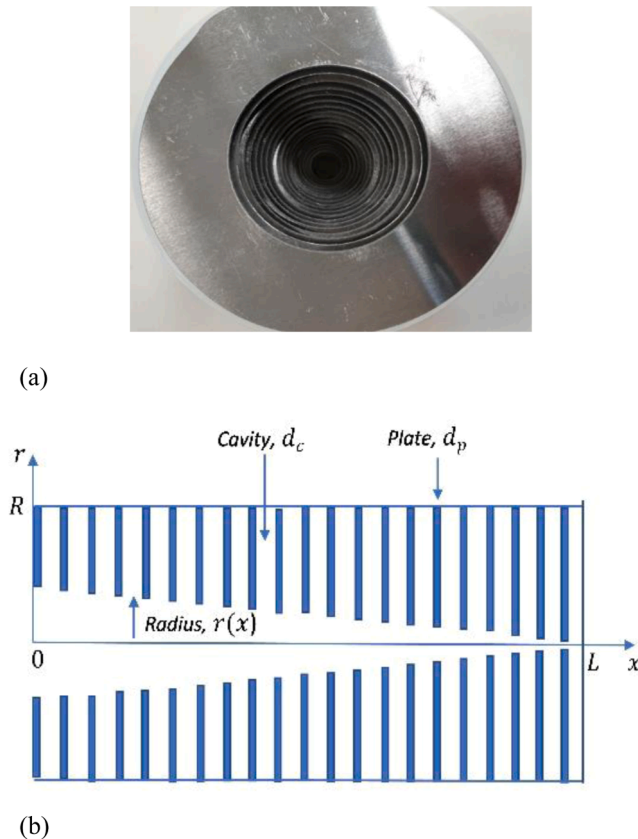 (a)
Cavity, d_c
Plate, d_p
r
R
Radius, r(x)
0
L
x
(b)